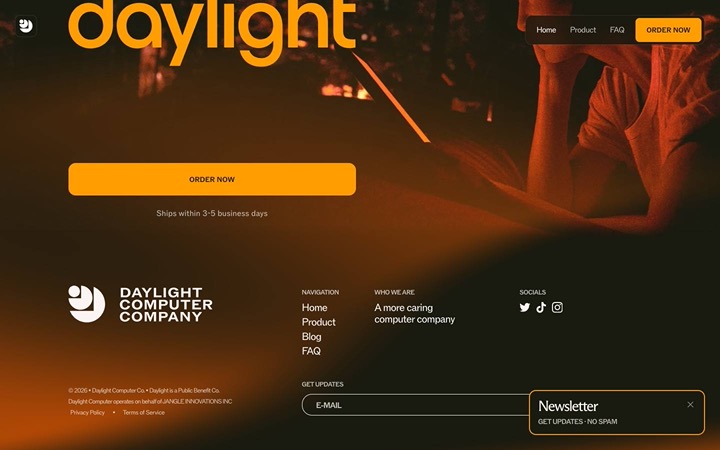 daylight
Home Product FAQ ORDER NOW
ORDER NOW
Ships within 3-5 business days
DAYLIGHT
COMPUTER
COMPANY
NAVIGATION
Home
Product
Blog
FAQ
WHO WE ARE
A more caring
computer company
SOCIALS
© 2026 • Daylight Computer Co. • Daylight is a Public Benefit Co.
Daylight Computer operates on behalf of JANGLE INNOVATIONS INC
Privacy Policy • Terms of Service
GET UPDATES
E-MAIL
Newsletter
GET UPDATES · NO SPAM